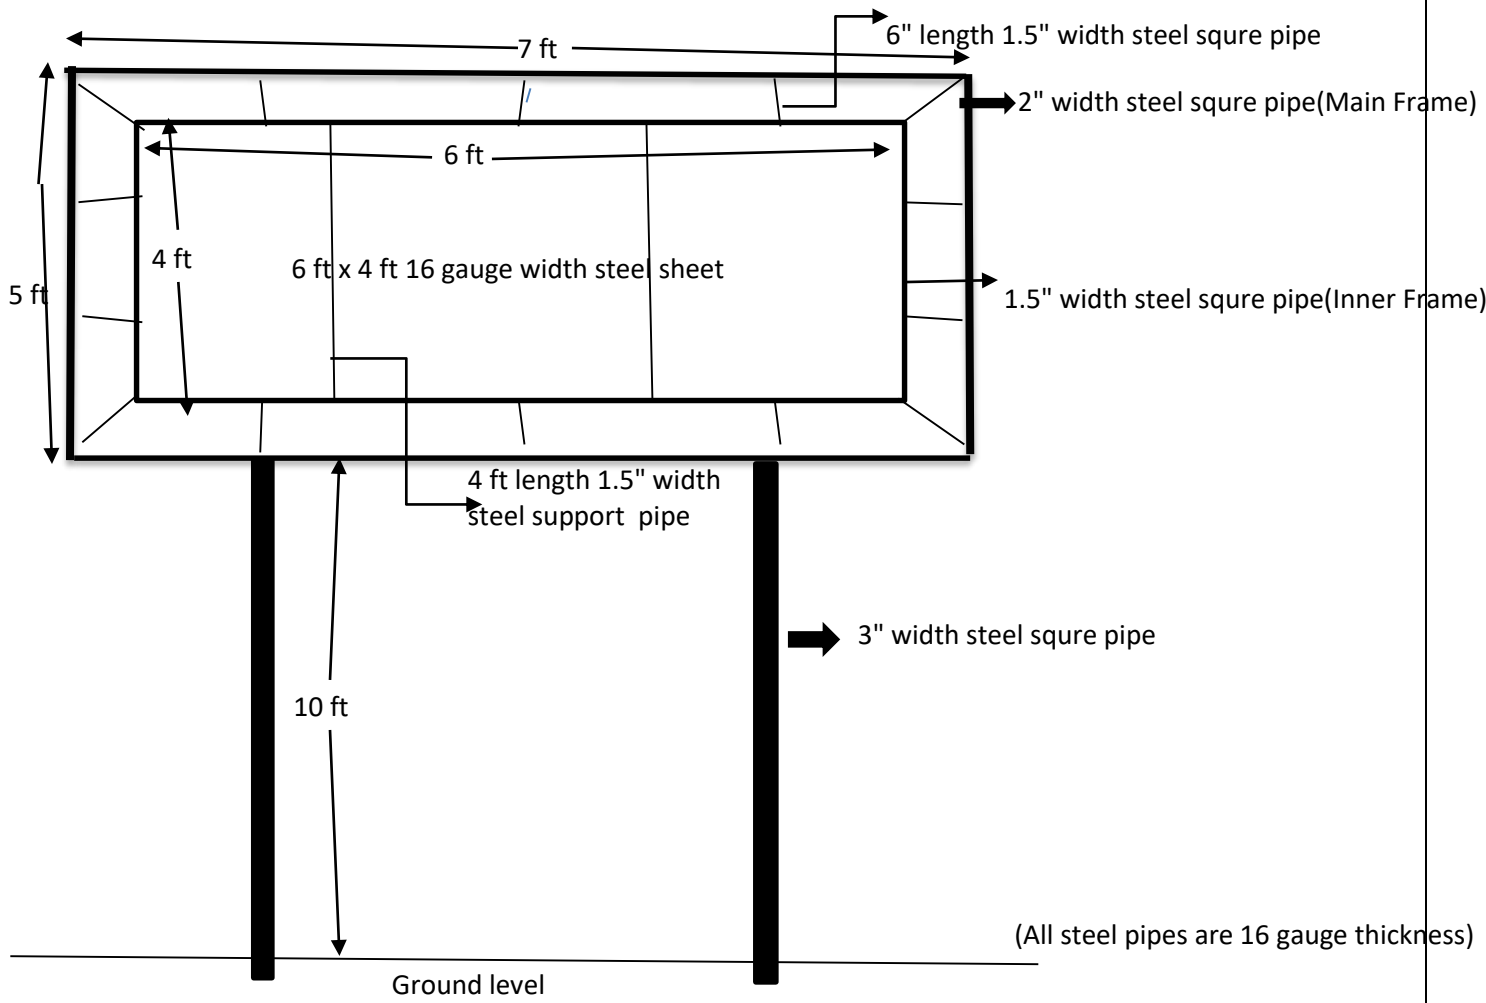 6" length 1.5" width steel squre pipe
7 ft
2" width steel squre pipe(Main Frame)
6 ft
4 ft
6 ft x 4 ft 16 gauge width steel sheet
5 ft
1.5" width steel squre pipe(Inner Frame)
4 ft length 1.5" width
steel support  pipe
3" width steel squre pipe
10 ft
(All steel pipes are 16 gauge thickness)
Ground level